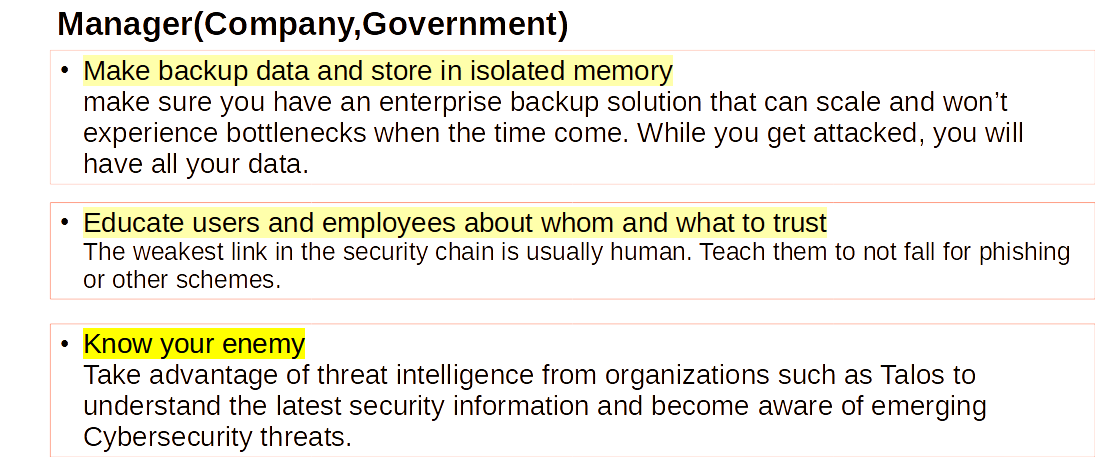 Manager(Company,Government)
• Make backup data and store in isolated memory
make sure you have an enterprise backup solution that can scale and won’t
experience bottlenecks when the time come. While you get attacked, you will
have all your data.
• Educate users and employees about whom and what to trust
The weakest link in the security chain is usually human. Teach them to not fall for phishing
or other schemes.
• Know your enemy
Take advantage of threat intelligence from organizations such as Talos to
understand the latest security information and become aware of emerging
Cybersecurity threats.